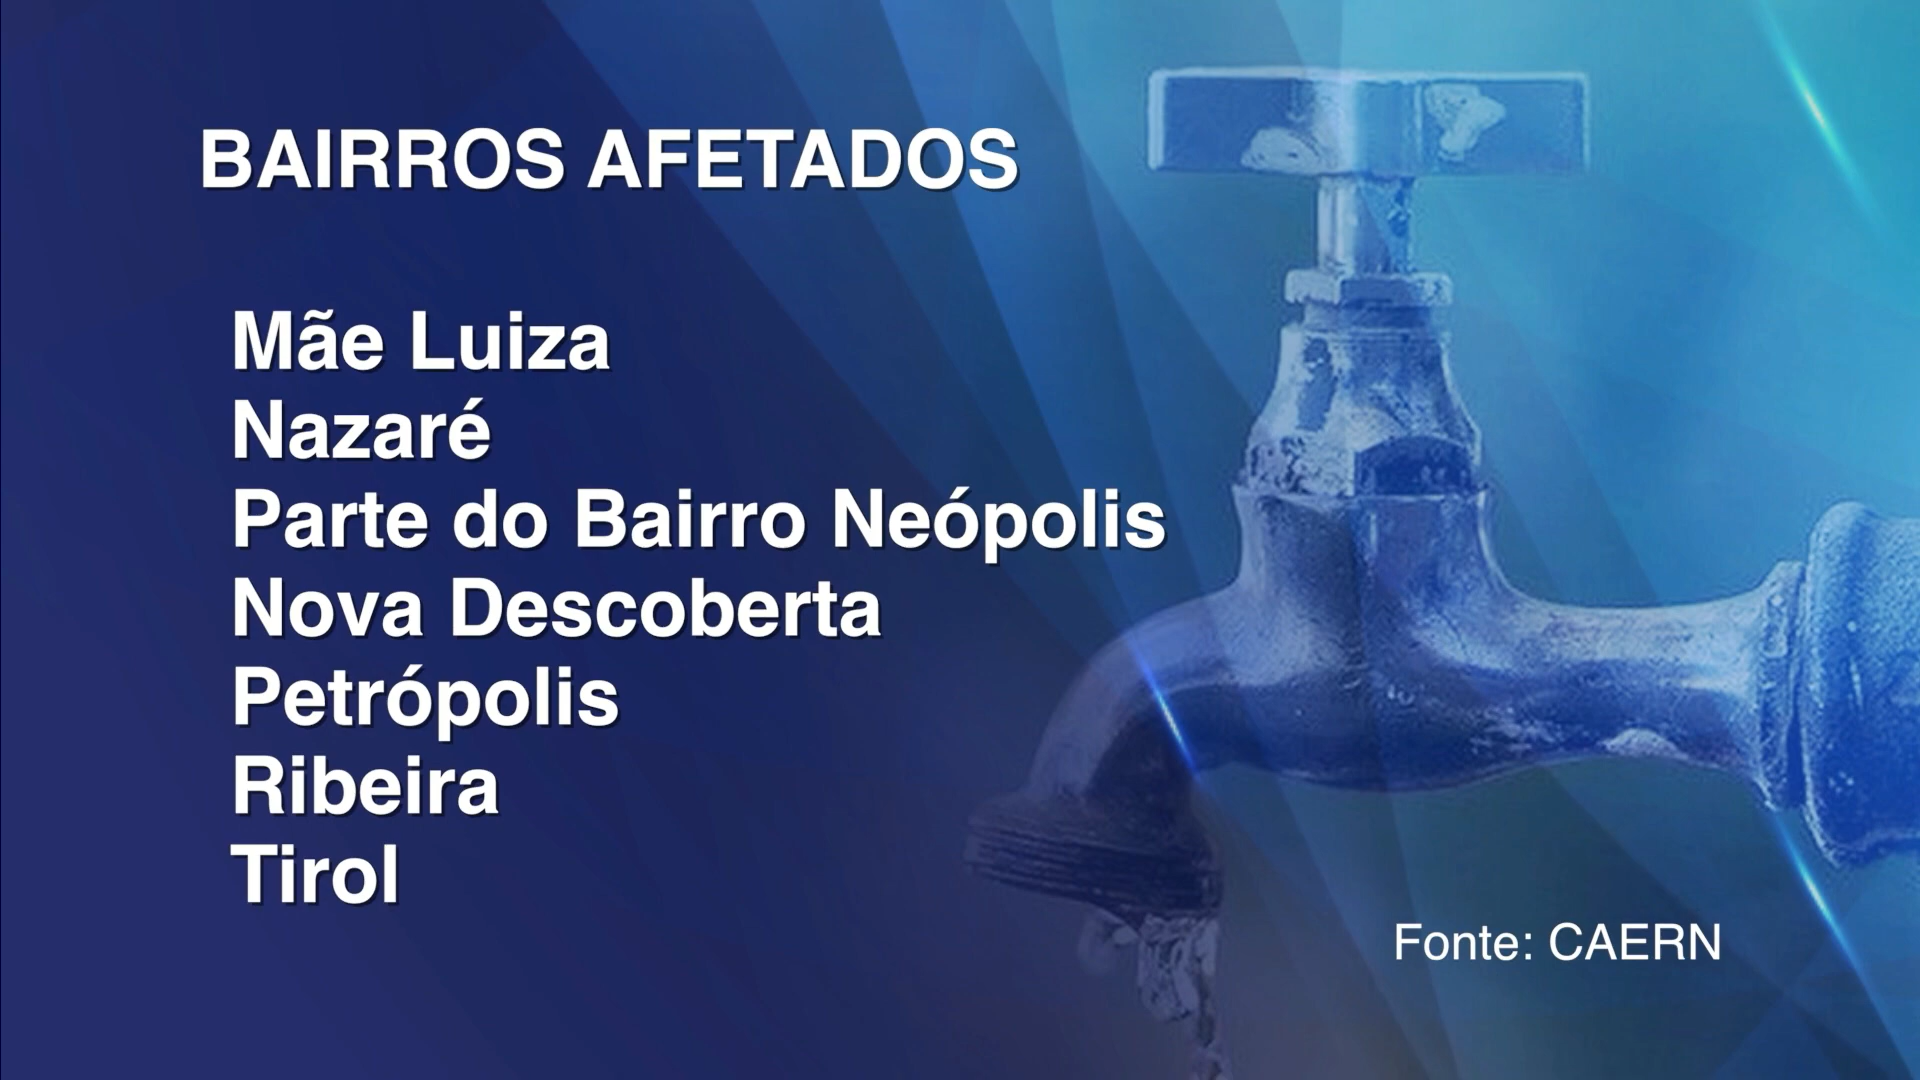 BAIRROS AFETADOS
Mãe Luiza
Nazaré
Parte do Bairro Neópolis
Nova Descoberta
Petrópolis
Ribeira
Tirol
Fonte: CAERN